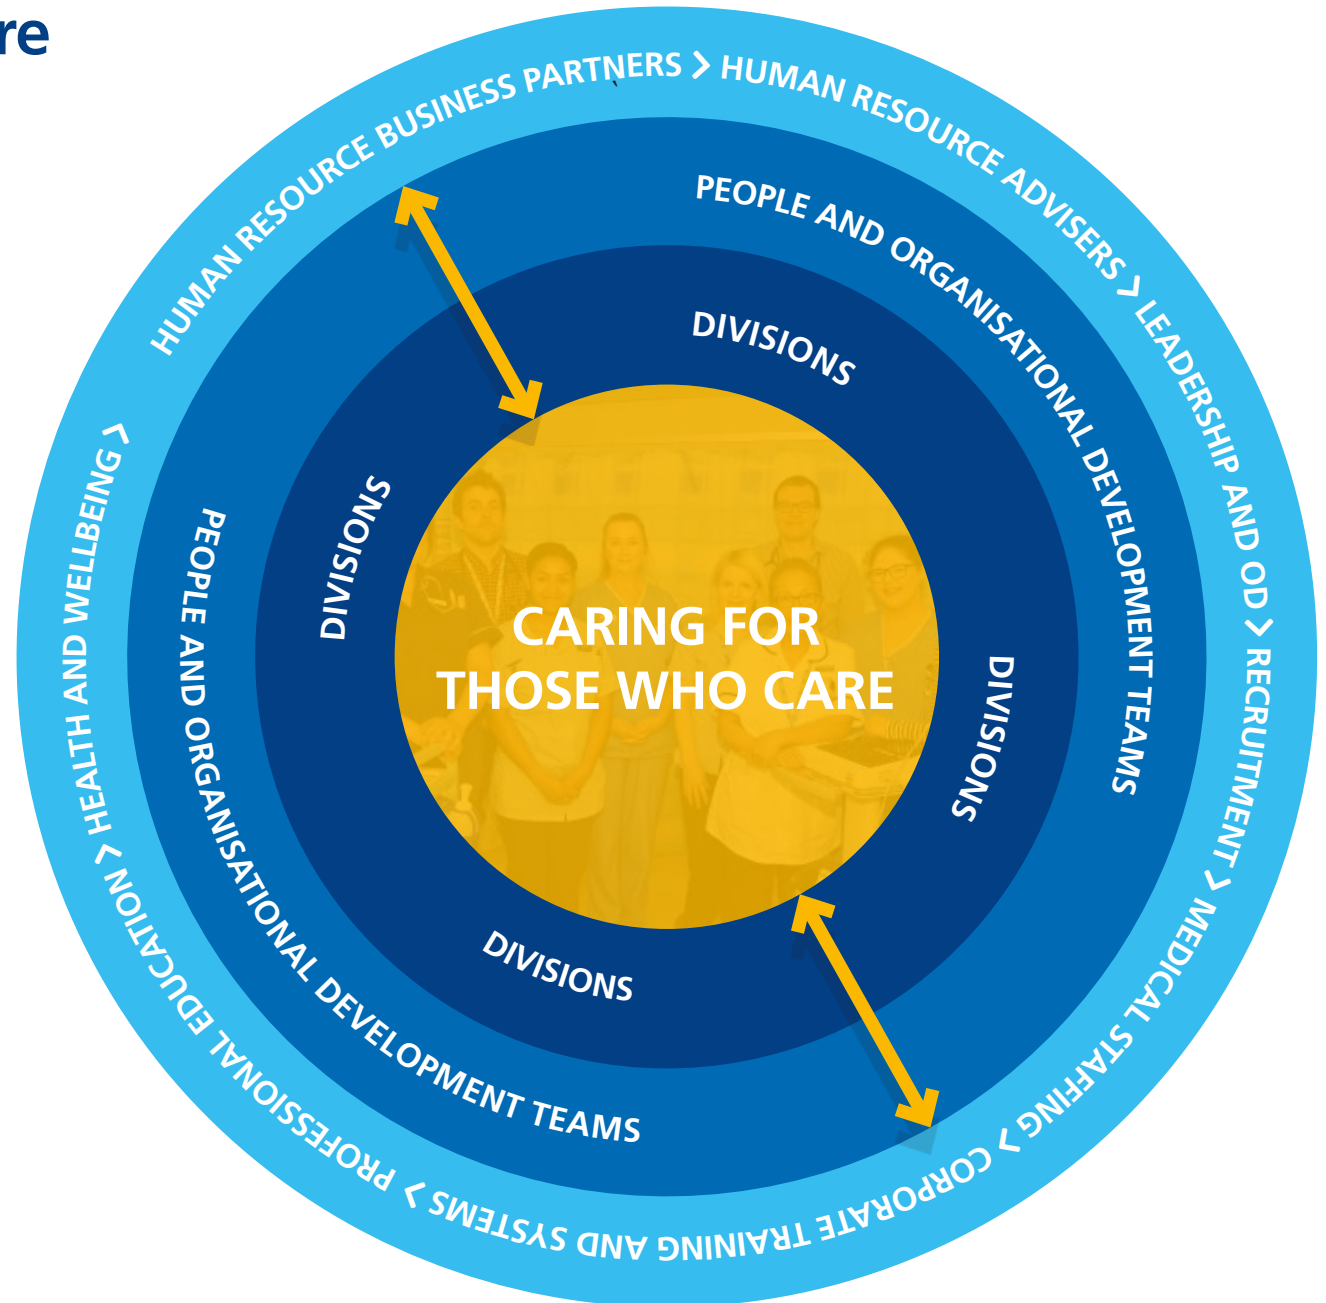 re
HUMAN RESOURCE BUSINESS PARTNERS > HUMAN RESOURCE ADVISERS > LEADERSHIP AND OD > RECRUITMENT > MEDICAL STAFFING > CORPORATE TRAINING AND SYSTEMS > PROFESSIONAL EDUCATION > HEALTH AND WELLBEING >
PEOPLE AND ORGANISATIONAL DEVELOPMENT TEAMS
PEOPLE AND ORGANISATIONAL DEVELOPMENT TEAMS
DIVISIONS
DIVISIONS
DIVISIONS
DIVISIONS
CARING FOR
THOSE WHO CARE